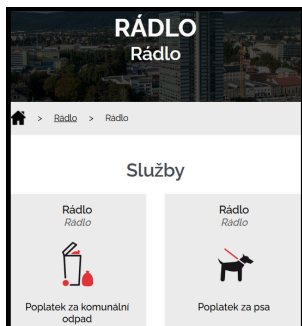 RÁDLO
Rádlo
> Rádlo > Rádlo
Služby
Rádlo
Rádlo
Poplatek za komunální
odpad
Rádlo
Rádlo
Poplatek za psa